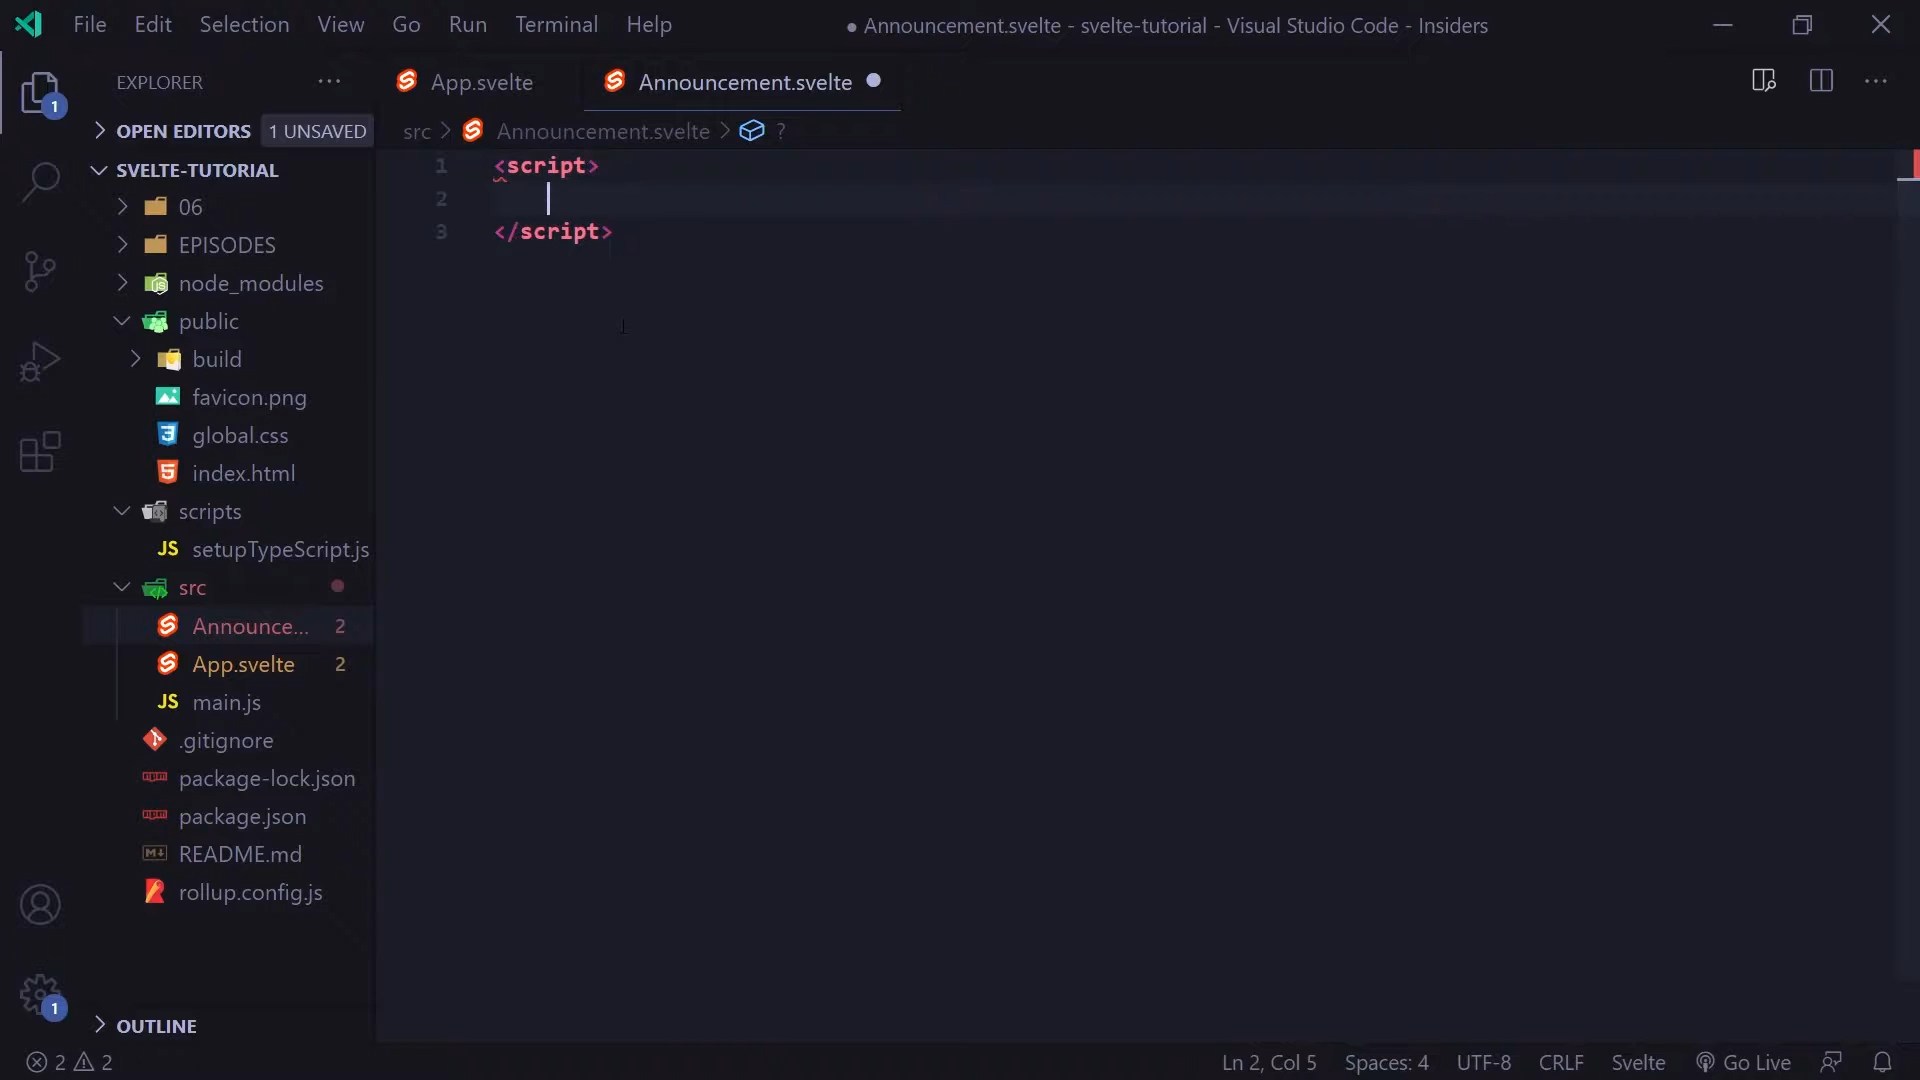 File Edit Selection View Go Run Terminal Help ● Announcement.svelte - svelte-tutorial - Visual Studio Code - Insiders
EXPLORER ···
App.svelte Announcement.svelte
1
OPEN EDITORS 1 UNSAVED
src > Announcement.svelte > ?
SVELTE-TUTORIAL
06
EPISODES
node_modules
public
build
favicon.png
global.css
index.html
scripts
JS setupTypeScript.js
src
Announce... 2
App.svelte 2
JS main.js
.gitignore
package-lock.json
package.json
README.md
rollup.config.js
1
OUTLINE
1 <script>
2
3 </script>
2 2
Ln 2, Col 5 Spaces: 4 UTF-8 CRLF Svelte Go Live